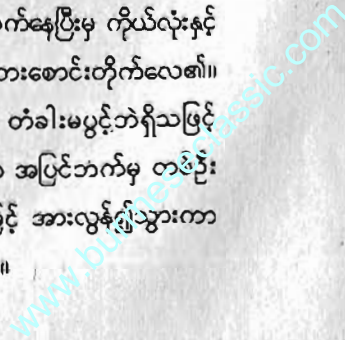 က်နေပြီးမှ ကိုယ်လုံးနှင့်
ားစောင်းတိုက်လေ၏။
တံခါးမပွင့်ဘဲရှိသဖြင့်
အပြင်ဘက်မှ တစ်ဦး
င့် အားလွန်၍သွားကာ
။
www.burmeseclassic.com